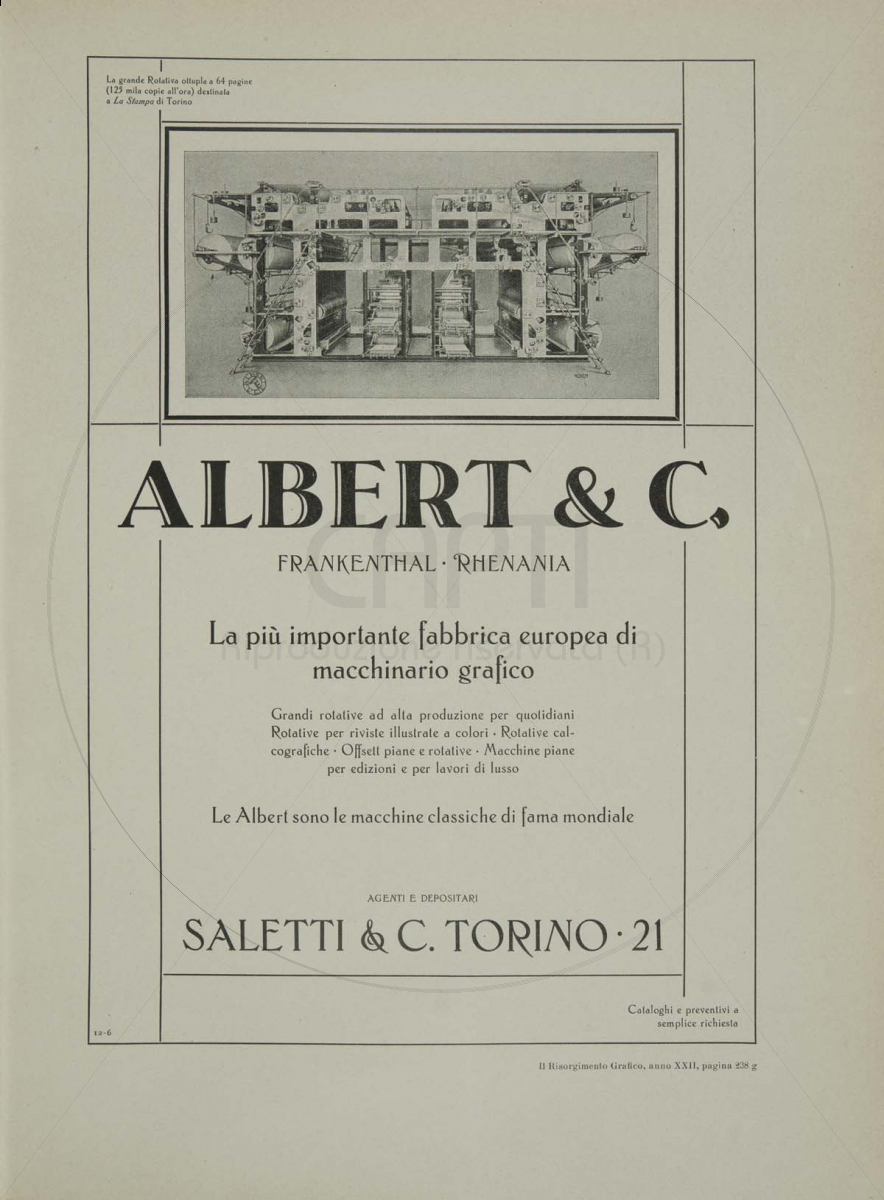 La grande Rotativa ottupla a 64 pagine
(125 mila copie all'ora) destinata
a La Stampa di Torino
ALBERT & C.
FRANKENTHAL · RHENANIA
CANTI
La più importante fabbrica europea di
riproduzione riservata (R)
macchinario grafico
Grandi rotative ad alta produzione per quotidiani
Rotative per riviste illustrate a colori · Rotative cal-
cografiche · Offsett piane e rotative · Macchine piane
per edizioni e per lavori di lusso
Le Albert sono le macchine classiche di fama mondiale
AGENTI E DEPOSITARI
SALETTI & C. TORINO · 21
Cataloghi e preventivi a
semplice richiesta
12-6
Il Risorgimento Grafico, anno XXII, pagina 238 g